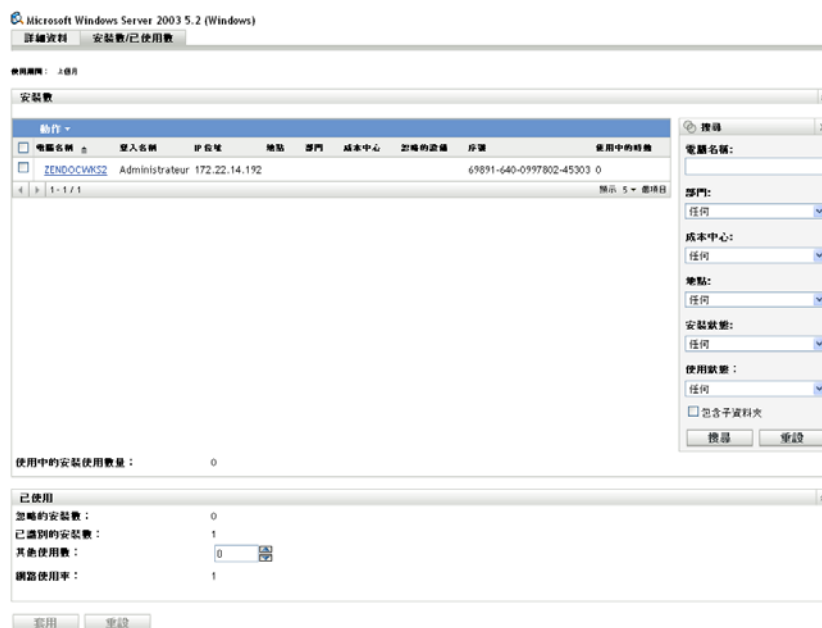 Microsoft Windows Server 2003 5.2 (Windows)
詳細資料 安裝數/已使用數
使用期間： 上個月
安裝數
動作
電腦名稱 登入名稱 IP 位址 地點 部門 成本中心 忽略的設備 序號 使用中的時機
ZENDOCWKS2 Administrateur 172.22.14.192 69891-640-0997802-45303 0
1 - 1 / 1 顯示 5 個項目
搜尋
電腦名稱:
部門:
任何
成本中心:
任何
地點:
任何
安裝狀態:
任何
使用狀態：
任何
包含子資料夾
搜尋 重設
使用中的安裝使用數量： 0
已使用
忽略的安裝數： 0
已識別的安裝數： 1
其他使用數： 0
網路使用率： 1
套用 重設